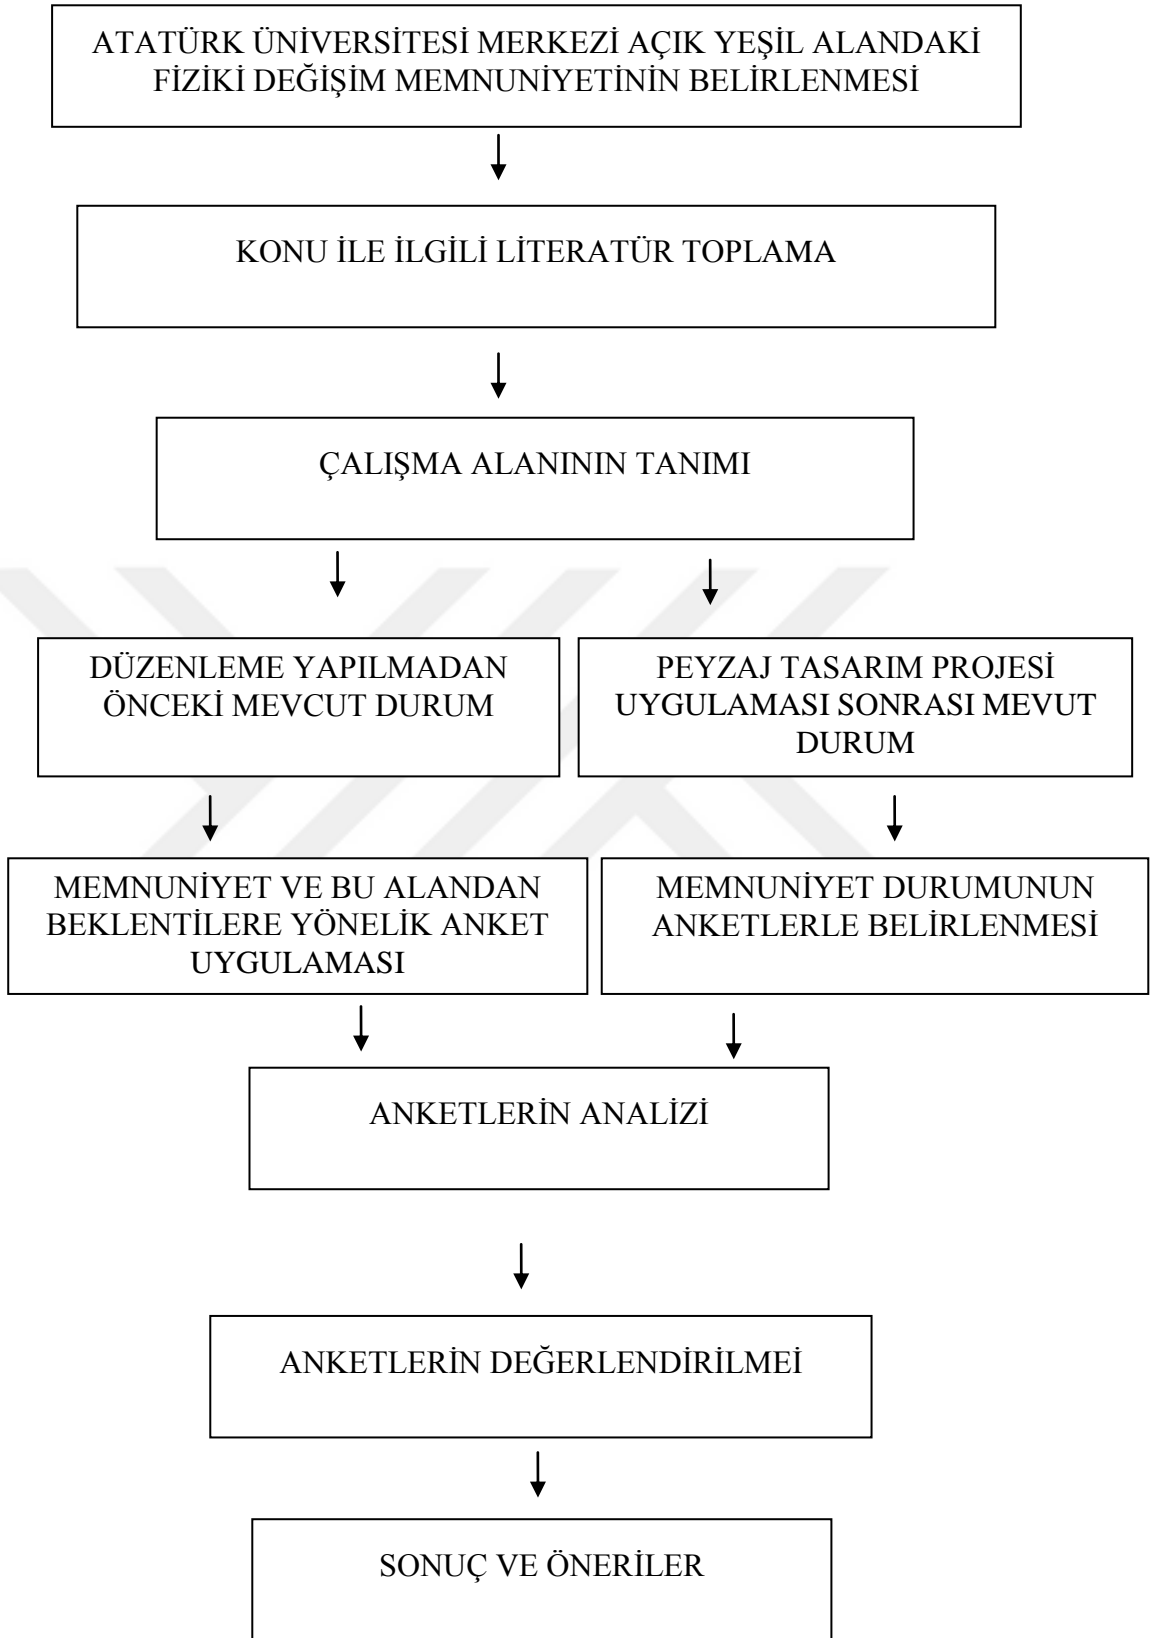 ATATÜRK ÜNİVERSİTESİ MERKEZİ AÇIK YEŞİL ALANDAKİ
FİZİKİ DEĞİŞİM MEMNUNİYETİNİN BELİRLENMESİ
KONU İLE İLGİLİ LİTERATÜR TOPLAMA
ÇALIŞMA ALANININ TANIMI
DÜZENLEME YAPILMADAN
ÖNCEKİ MEVCUT DURUM
PEYZAJ TASARIM PROJESİ
UYGULAMASI SONRASI MEVUT
DURUM
MEMNUNİYET VE BU ALANDAN
BEKLENTİLERE YÖNELİK ANKET
UYGULAMASI
MEMNUNİYET DURUMUNUN
ANKETLERLE BELİRLENMESİ
ANKETLERİN ANALİZİ
ANKETLERİN DEĞERLENDİRİLMEİ
SONUÇ VE ÖNERİLER